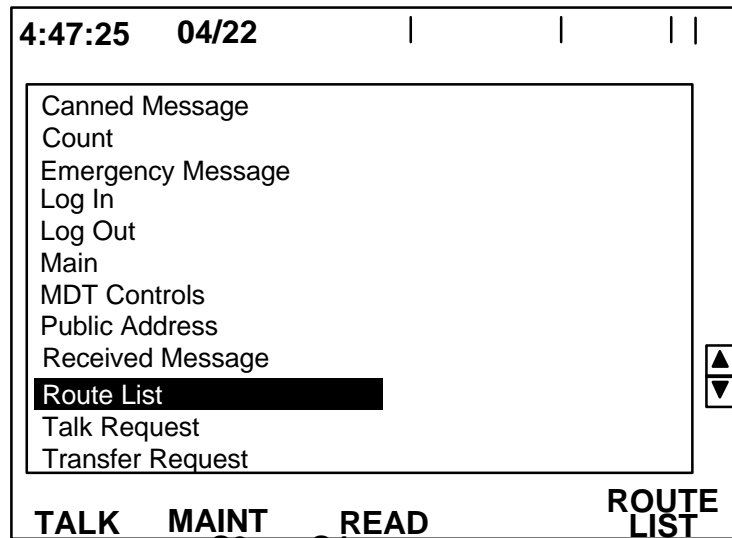 4:47:25 04/22
Canned Message
Count
Emergency Message
Log In
Log Out
Main
MDT Controls
Public Address
Received Message
Route List
Talk Request
Transfer Request
TALK MAINT READ ROUTE
LIST